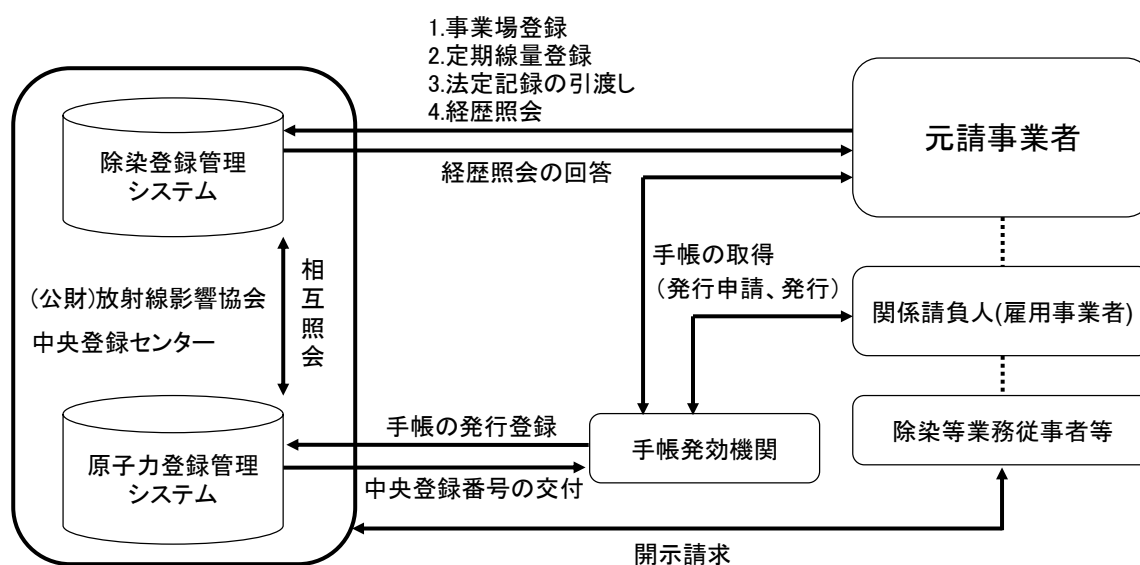 1.事業場登録
2.定期線量登録
3.法定記録の引渡し
4.経歴照会
元請事業者
除染登録管理
システム
経歴照会の回答
手帳の取得
(発行申請、発行)
相互照会
(公財)放射線影響協会
中央登録センター
関係請負人(雇用事業者)
手帳の発行登録
手帳発効機関
除染等業務従事者等
原子力登録管理
システム
中央登録番号の交付
開示請求